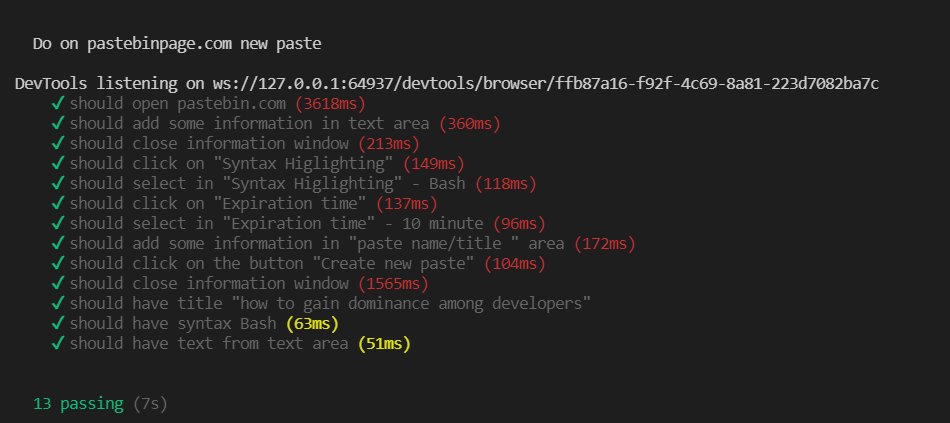 Do on pastebinpage.com new paste
DevTools listening on ws://127.0.0.1:64937/devtools/browser/ffb87a16-f92f-4c69-8a81-223d7082ba7c
✓ should open pastebin.com (3618ms)
✓ should add some information in text area (360ms)
✓ should close information window (213ms)
✓ should click on "Syntax Higlighting" (149ms)
✓ should select in "Syntax Higlighting" - Bash (118ms)
✓ should click on "Expiration time" (137ms)
✓ should select in "Expiration time" - 10 minute (96ms)
✓ should add some information in "paste name/title " area (172ms)
✓ should click on the button "Create new paste" (104ms)
✓ should close information window (1565ms)
✓ should have title "how to gain dominance among developers"
✓ should have syntax Bash (63ms)
✓ should have text from text area (51ms)
13 passing (7s)